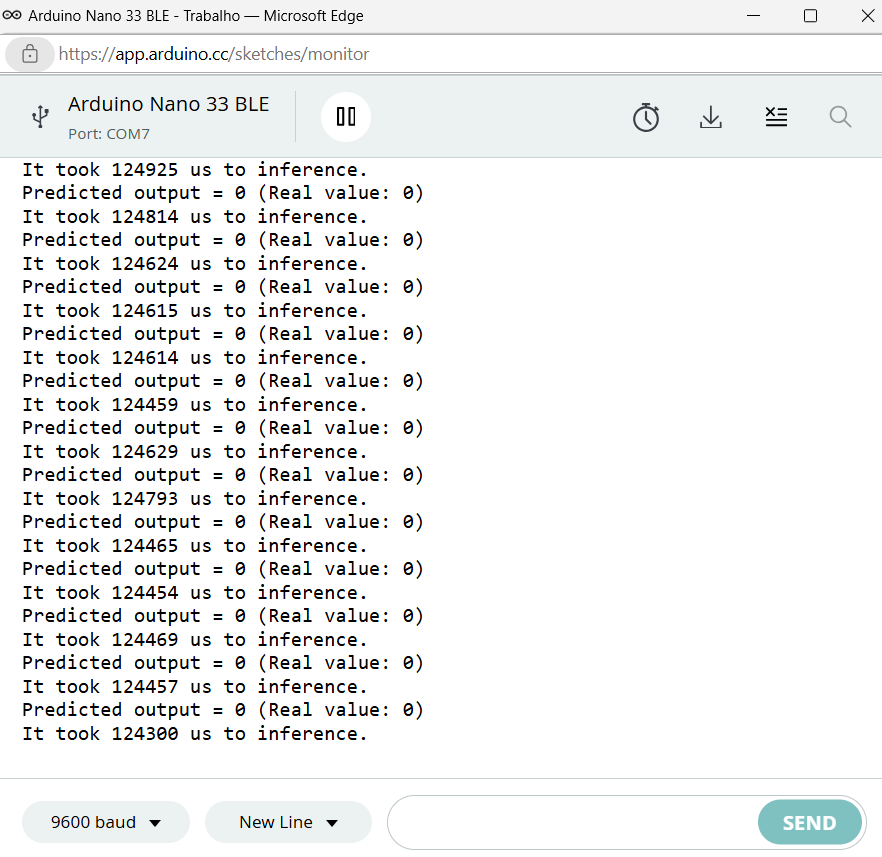 Arduino Nano 33 BLE - Trabalho — Microsoft Edge
https://app.arduino.cc/sketches/monitor
Arduino Nano 33 BLE
Port: COM7
It took 124925 us to inference.
Predicted output = 0 (Real value: 0)
It took 124814 us to inference.
Predicted output = 0 (Real value: 0)
It took 124624 us to inference.
Predicted output = 0 (Real value: 0)
It took 124615 us to inference.
Predicted output = 0 (Real value: 0)
It took 124614 us to inference.
Predicted output = 0 (Real value: 0)
It took 124459 us to inference.
Predicted output = 0 (Real value: 0)
It took 124629 us to inference.
Predicted output = 0 (Real value: 0)
It took 124793 us to inference.
Predicted output = 0 (Real value: 0)
It took 124465 us to inference.
Predicted output = 0 (Real value: 0)
It took 124454 us to inference.
Predicted output = 0 (Real value: 0)
It took 124469 us to inference.
Predicted output = 0 (Real value: 0)
It took 124457 us to inference.
Predicted output = 0 (Real value: 0)
It took 124300 us to inference.
9600 baud New Line SEND